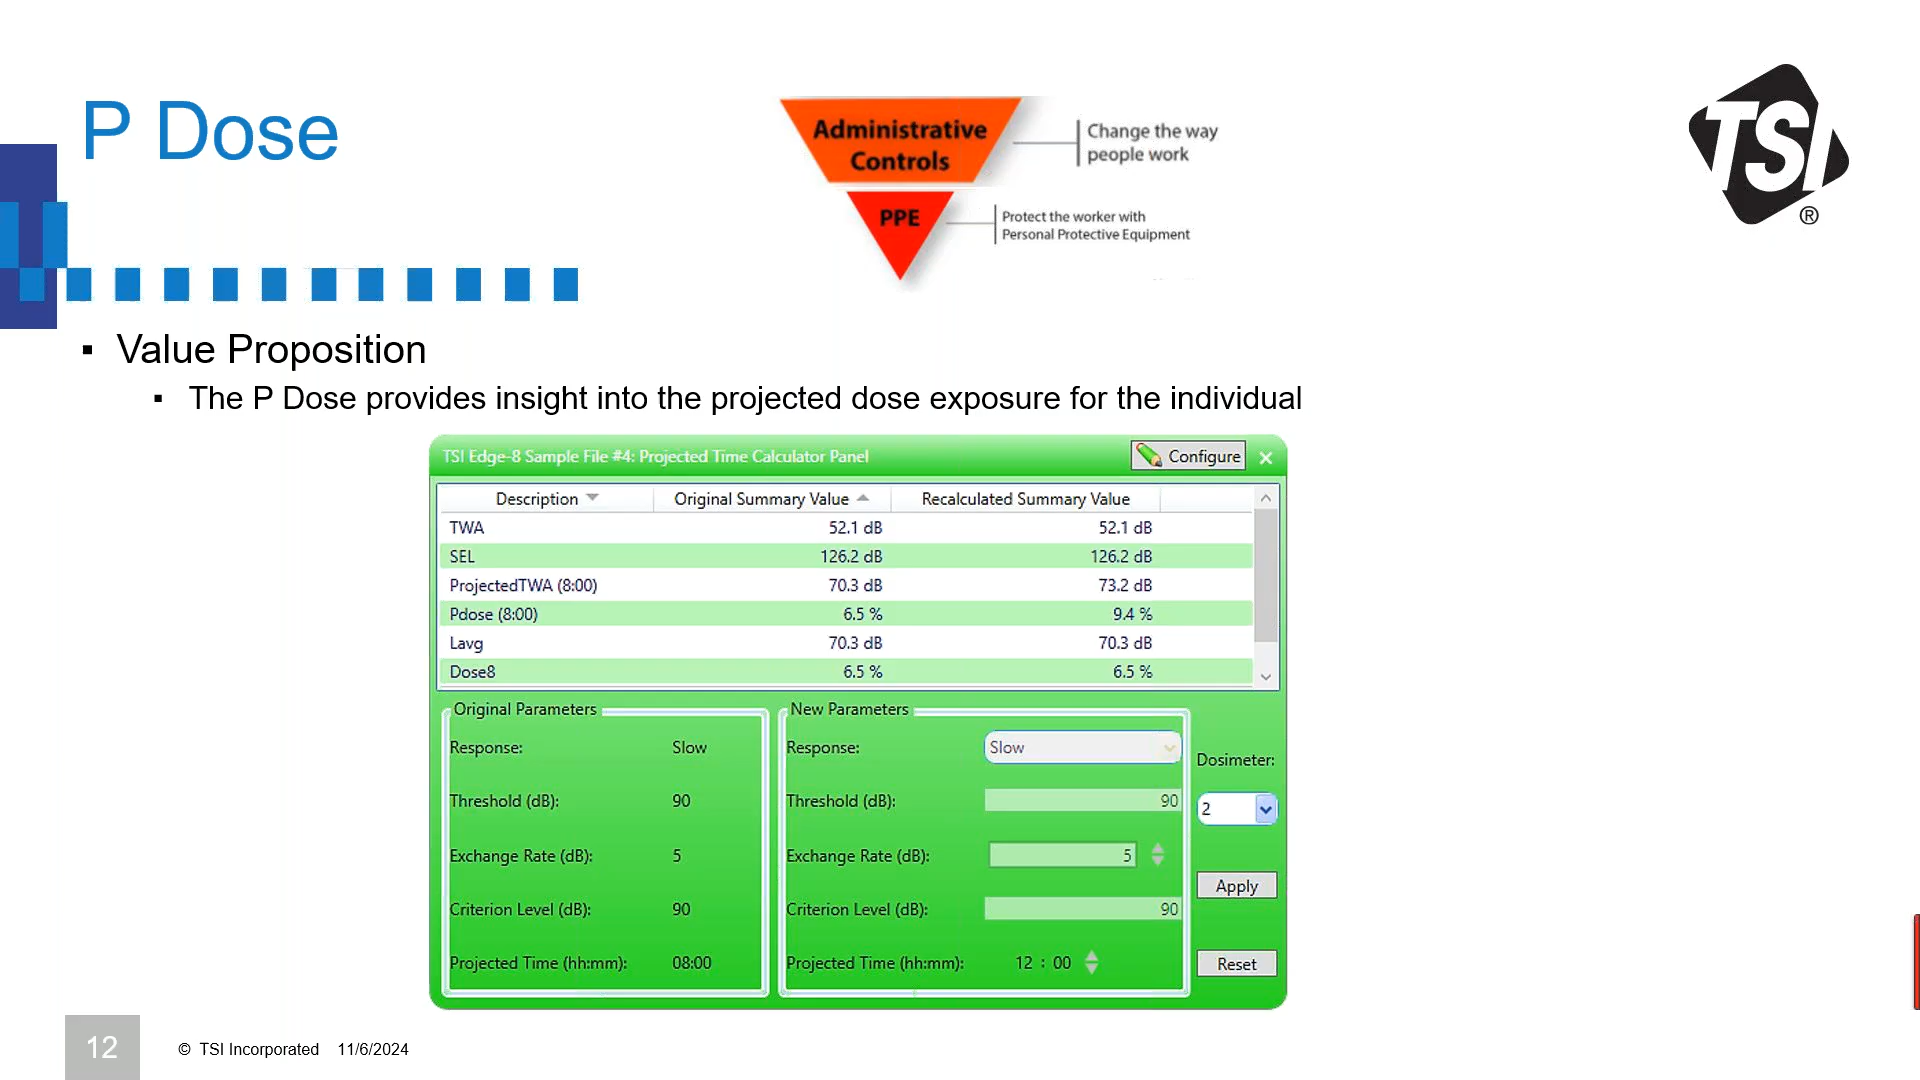 P Dose
Administrative
Controls
Change the way
people work
PPE
Protect the worker with
Personal Protective Equipment
TSI
®
▪ Value Proposition
▪ The P Dose provides insight into the projected dose exposure for the individual
TSI Edge-8 Sample File #4: Projected Time Calculator Panel
Configure
Description Original Summary Value Recalculated Summary Value
TWA 52.1 dB 52.1 dB
SEL 126.2 dB 126.2 dB
ProjectedTWA (8:00) 70.3 dB 73.2 dB
Pdose (8:00) 6.5 % 9.4 %
Lavg 70.3 dB 70.3 dB
Dose8 6.5 % 6.5 %
Original Parameters
Response: Slow
Threshold (dB): 90
Exchange Rate (dB): 5
Criterion Level (dB): 90
Projected Time (hh:mm): 08:00
New Parameters
Response: Slow
Threshold (dB): 90
Exchange Rate (dB): 5
Criterion Level (dB): 90
Projected Time (hh:mm): 12 : 00
Dosimeter:
2
Apply
Reset
12
© TSI Incorporated 11/6/2024